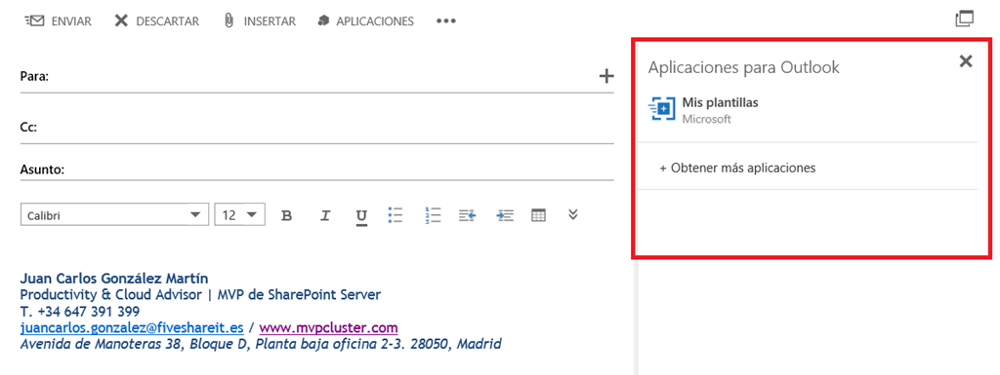 ENVIAR DESCARTAR INSERTAR APLICACIONES •••
Para:
Cc:
Asunto:
Calibri 12 B I U
Juan Carlos González Martín
Productivity & Cloud Advisor | MVP de SharePoint Server
T. +34 647 391 399
juancarlos.gonzalez@fiveshareit.es / www.mvpcluster.com
Avenida de Manoteras 38, Bloque D, Planta baja oficina 2-3. 28050, Madrid
Aplicaciones para Outlook
Mis plantillas
Microsoft
+ Obtener más aplicaciones